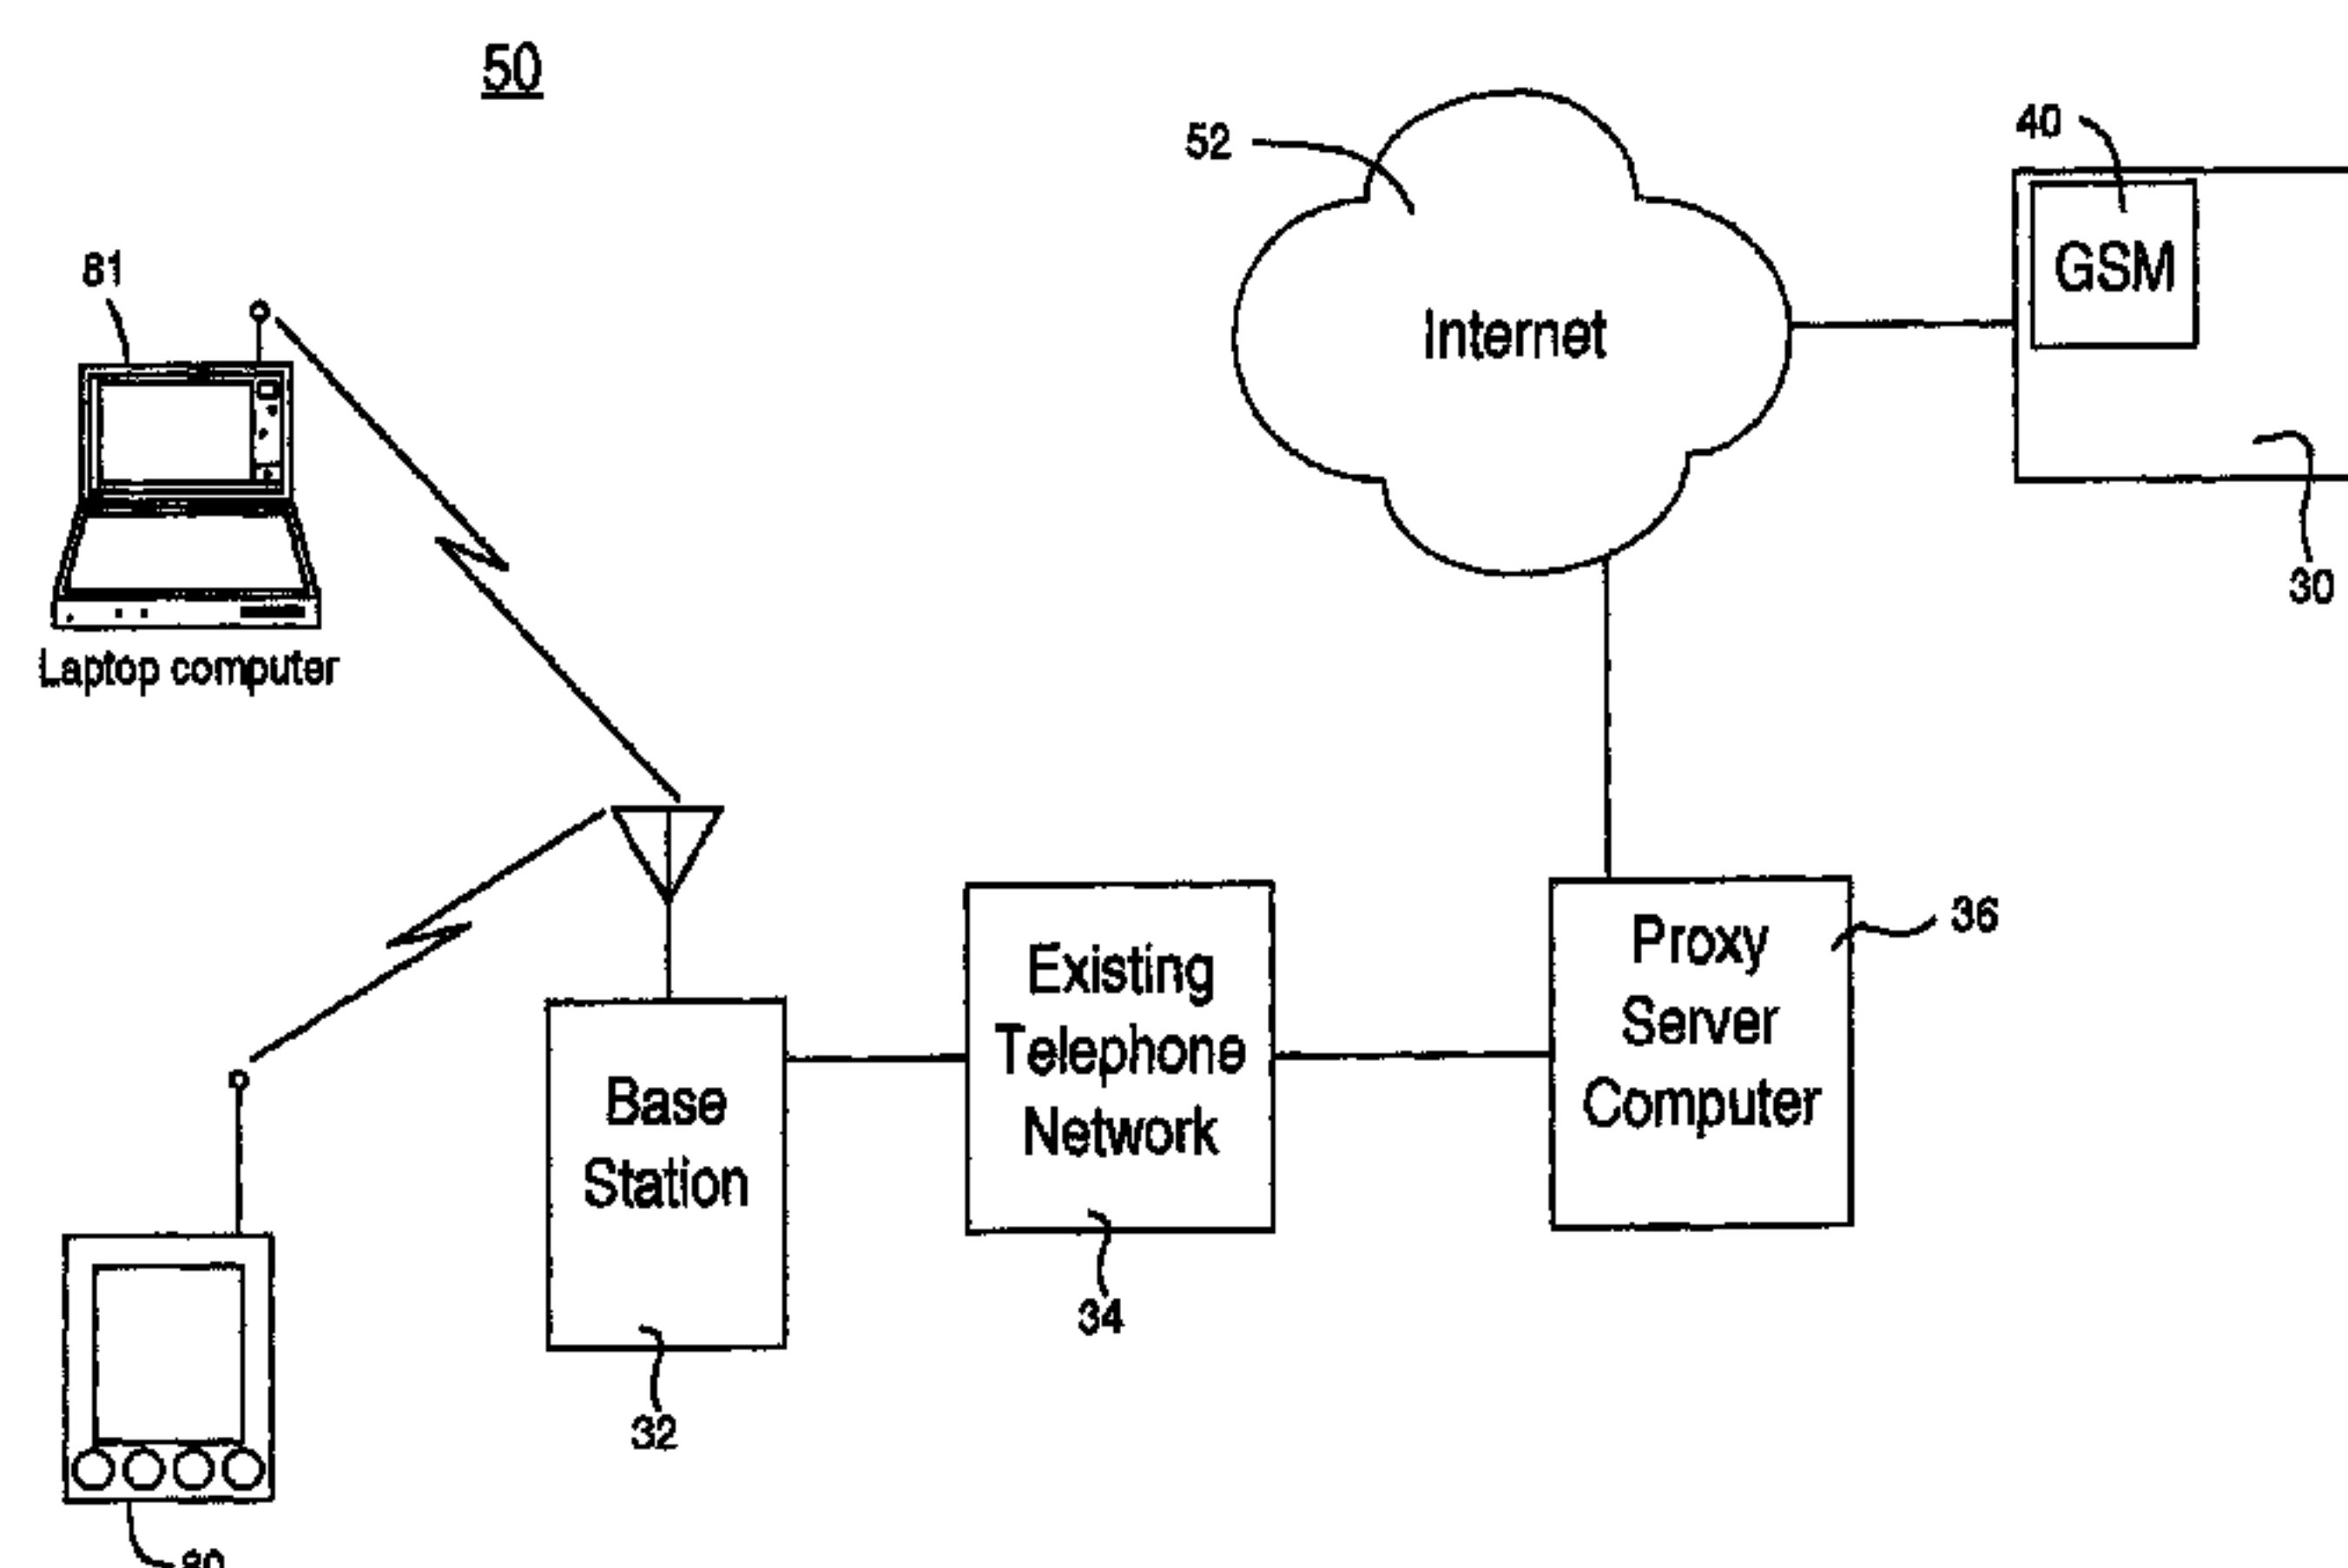 50
52
40
GSM
81
Internet
30
Laptop computer
Existing
Telephone
Network
Proxy
Server
Computer
36
Base
Station
34
32
80